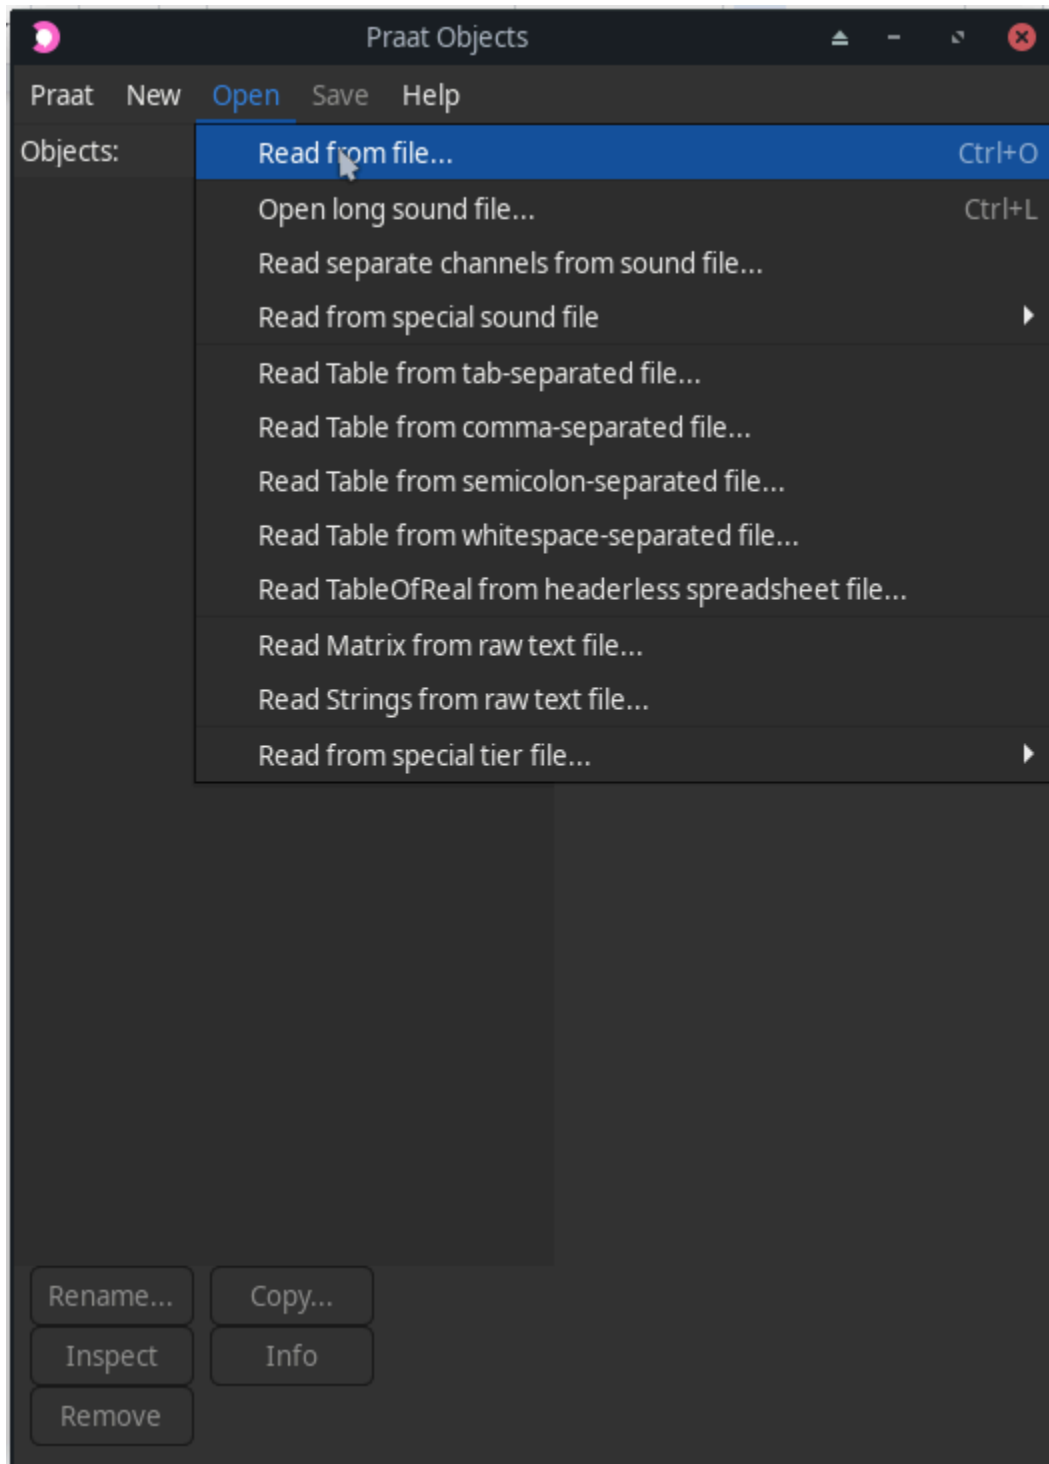 Praat Objects
Praat New Open Save Help
Objects:
Read from file... Ctrl+O
Open long sound file... Ctrl+L
Read separate channels from sound file...
Read from special sound file
Read Table from tab-separated file...
Read Table from comma-separated file...
Read Table from semicolon-separated file...
Read Table from whitespace-separated file...
Read TableOfReal from headerless spreadsheet file...
Read Matrix from raw text file...
Read Strings from raw text file...
Read from special tier file...
Rename... Copy...
Inspect Info
Remove